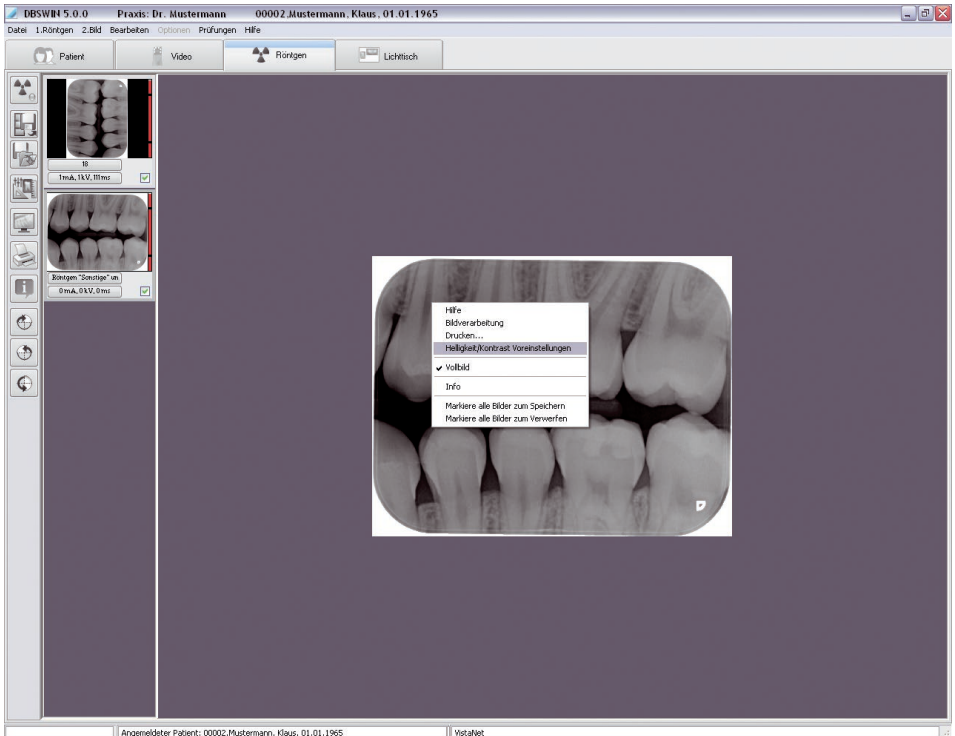 DBSWIN 5.0.0 Praxis: Dr. Mustermann 00002,Mustermann, Klaus, 01.01.1965
Datei 1.Röntgen 2.Bild Bearbeiten Optionen Prüfungen Hilfe
Patient Video Röntgen Lichttisch
18
1mA, 1kV, 111ms
Röntgen "Sonstige" un
0mA, 0kV, 0ms
Hilfe
Bildverarbeitung
Drucken...
Helligkeit/Kontrast Voreinstellungen
Vollbild
Info
Markiere alle Bilder zum Speichern
Markiere alle Bilder zum Verwerfen
Angemeldeter Patient: 00002,Mustermann, Klaus, 01.01.1965 VistaNet